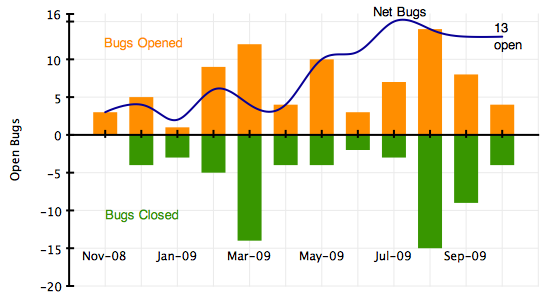 Net Bugs
16
Bugs Opened
13
open
10
5
0
Open Bugs
-5
-10
Bugs Closed
-15
Nov-08 Jan-09 Mar-09 May-09 Jul-09 Sep-09
-20